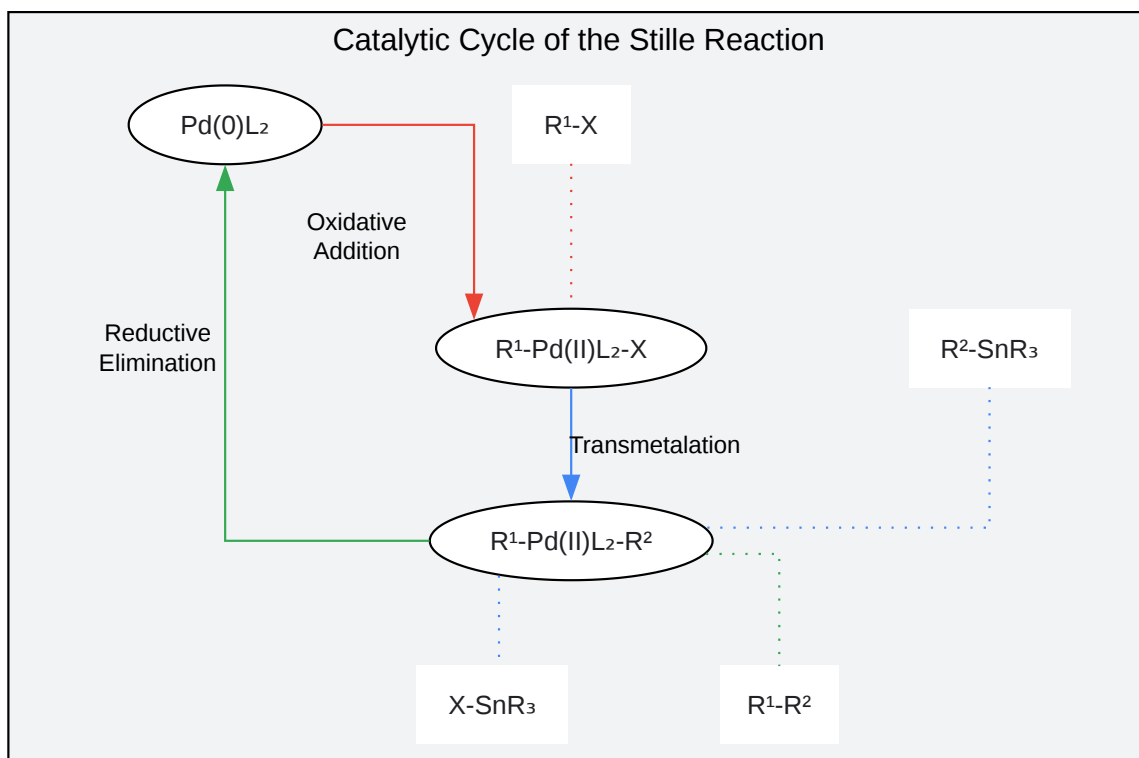 Catalytic Cycle of the Stille Reaction
Pd(0)L₂
R¹-X
Oxidative
Addition
Reductive
Elimination
R¹-Pd(II)L₂-X
R²-SnR₃
Transmetalation
R¹-Pd(II)L₂-R²
X-SnR₃
R¹-R²